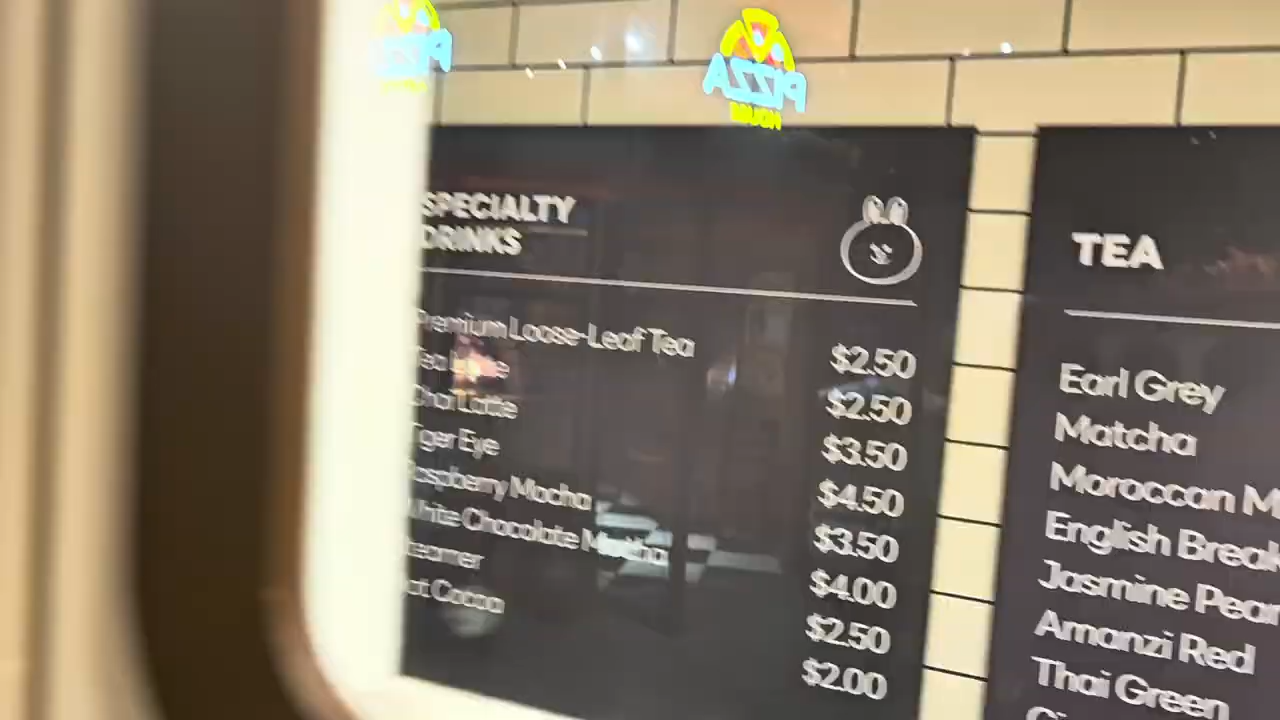 PIZZA
PIZZA
SPECIALTY
DRINKS
Premium Loose-Leaf Tea $2.50
Tea $2.50
Chai Latte $3.50
Tiger Eye $4.50
Raspberry Mocha $3.50
White Chocolate $4.00
Steamer $2.50
Hot Cocoa $2.00
TEA
Earl Grey
Matcha
Moroccan M
English Break
Jasmine Pear
Amanzi Red
Thai Green